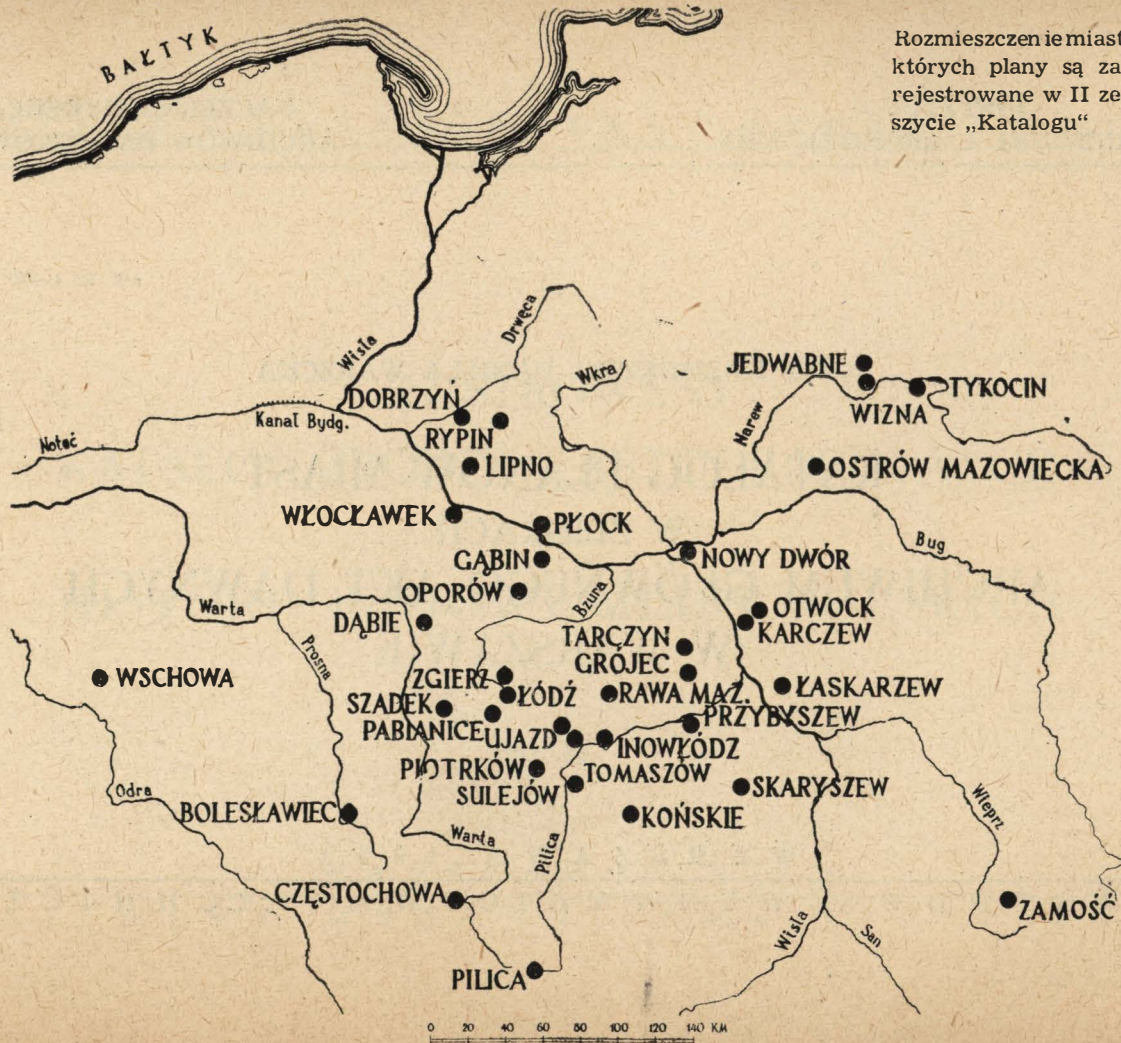 Rozmieszczenie miast
których plany są za
rejestrowane w II ze
szycie „Katalogu“
BAŁTYK
Wisła
Drwęca
Wkra
JEDWABNE
TYKOCIN
WIZNA
DOBRZYŃ
Kanał Bydg.
RYPIN
Noteć
Narew
LIPNO
OSTRÓW MAZOWIECKA
WŁOCŁAWEK
PŁOCK
Bug
GĄBIN
NOWY DWÓR
OPORÓW
Bzura
Warta
DĄBIE
OTWOCK
KARCZEW
Prosna
TARCZYN
GRÓJEC
WSCHOWA
ZGIERZ
ŁÓDŹ
RAWA MAZ.
ŁASKARZEW
SZADEK
PABIANICE
PRZYBYSZEW
UJAZD
INOWŁÓDZ
PIOTRKÓW
TOMASZÓW
SULEJÓW
SKARYSZEW
Odra
BOLESŁAWIEC
KOŃSKIE
Wieprz
Warta
Pilica
CZĘSTOCHOWA
ZAMOŚĆ
Wisła
San
PILICA
0 20 40 60 80 100 120 140 KM